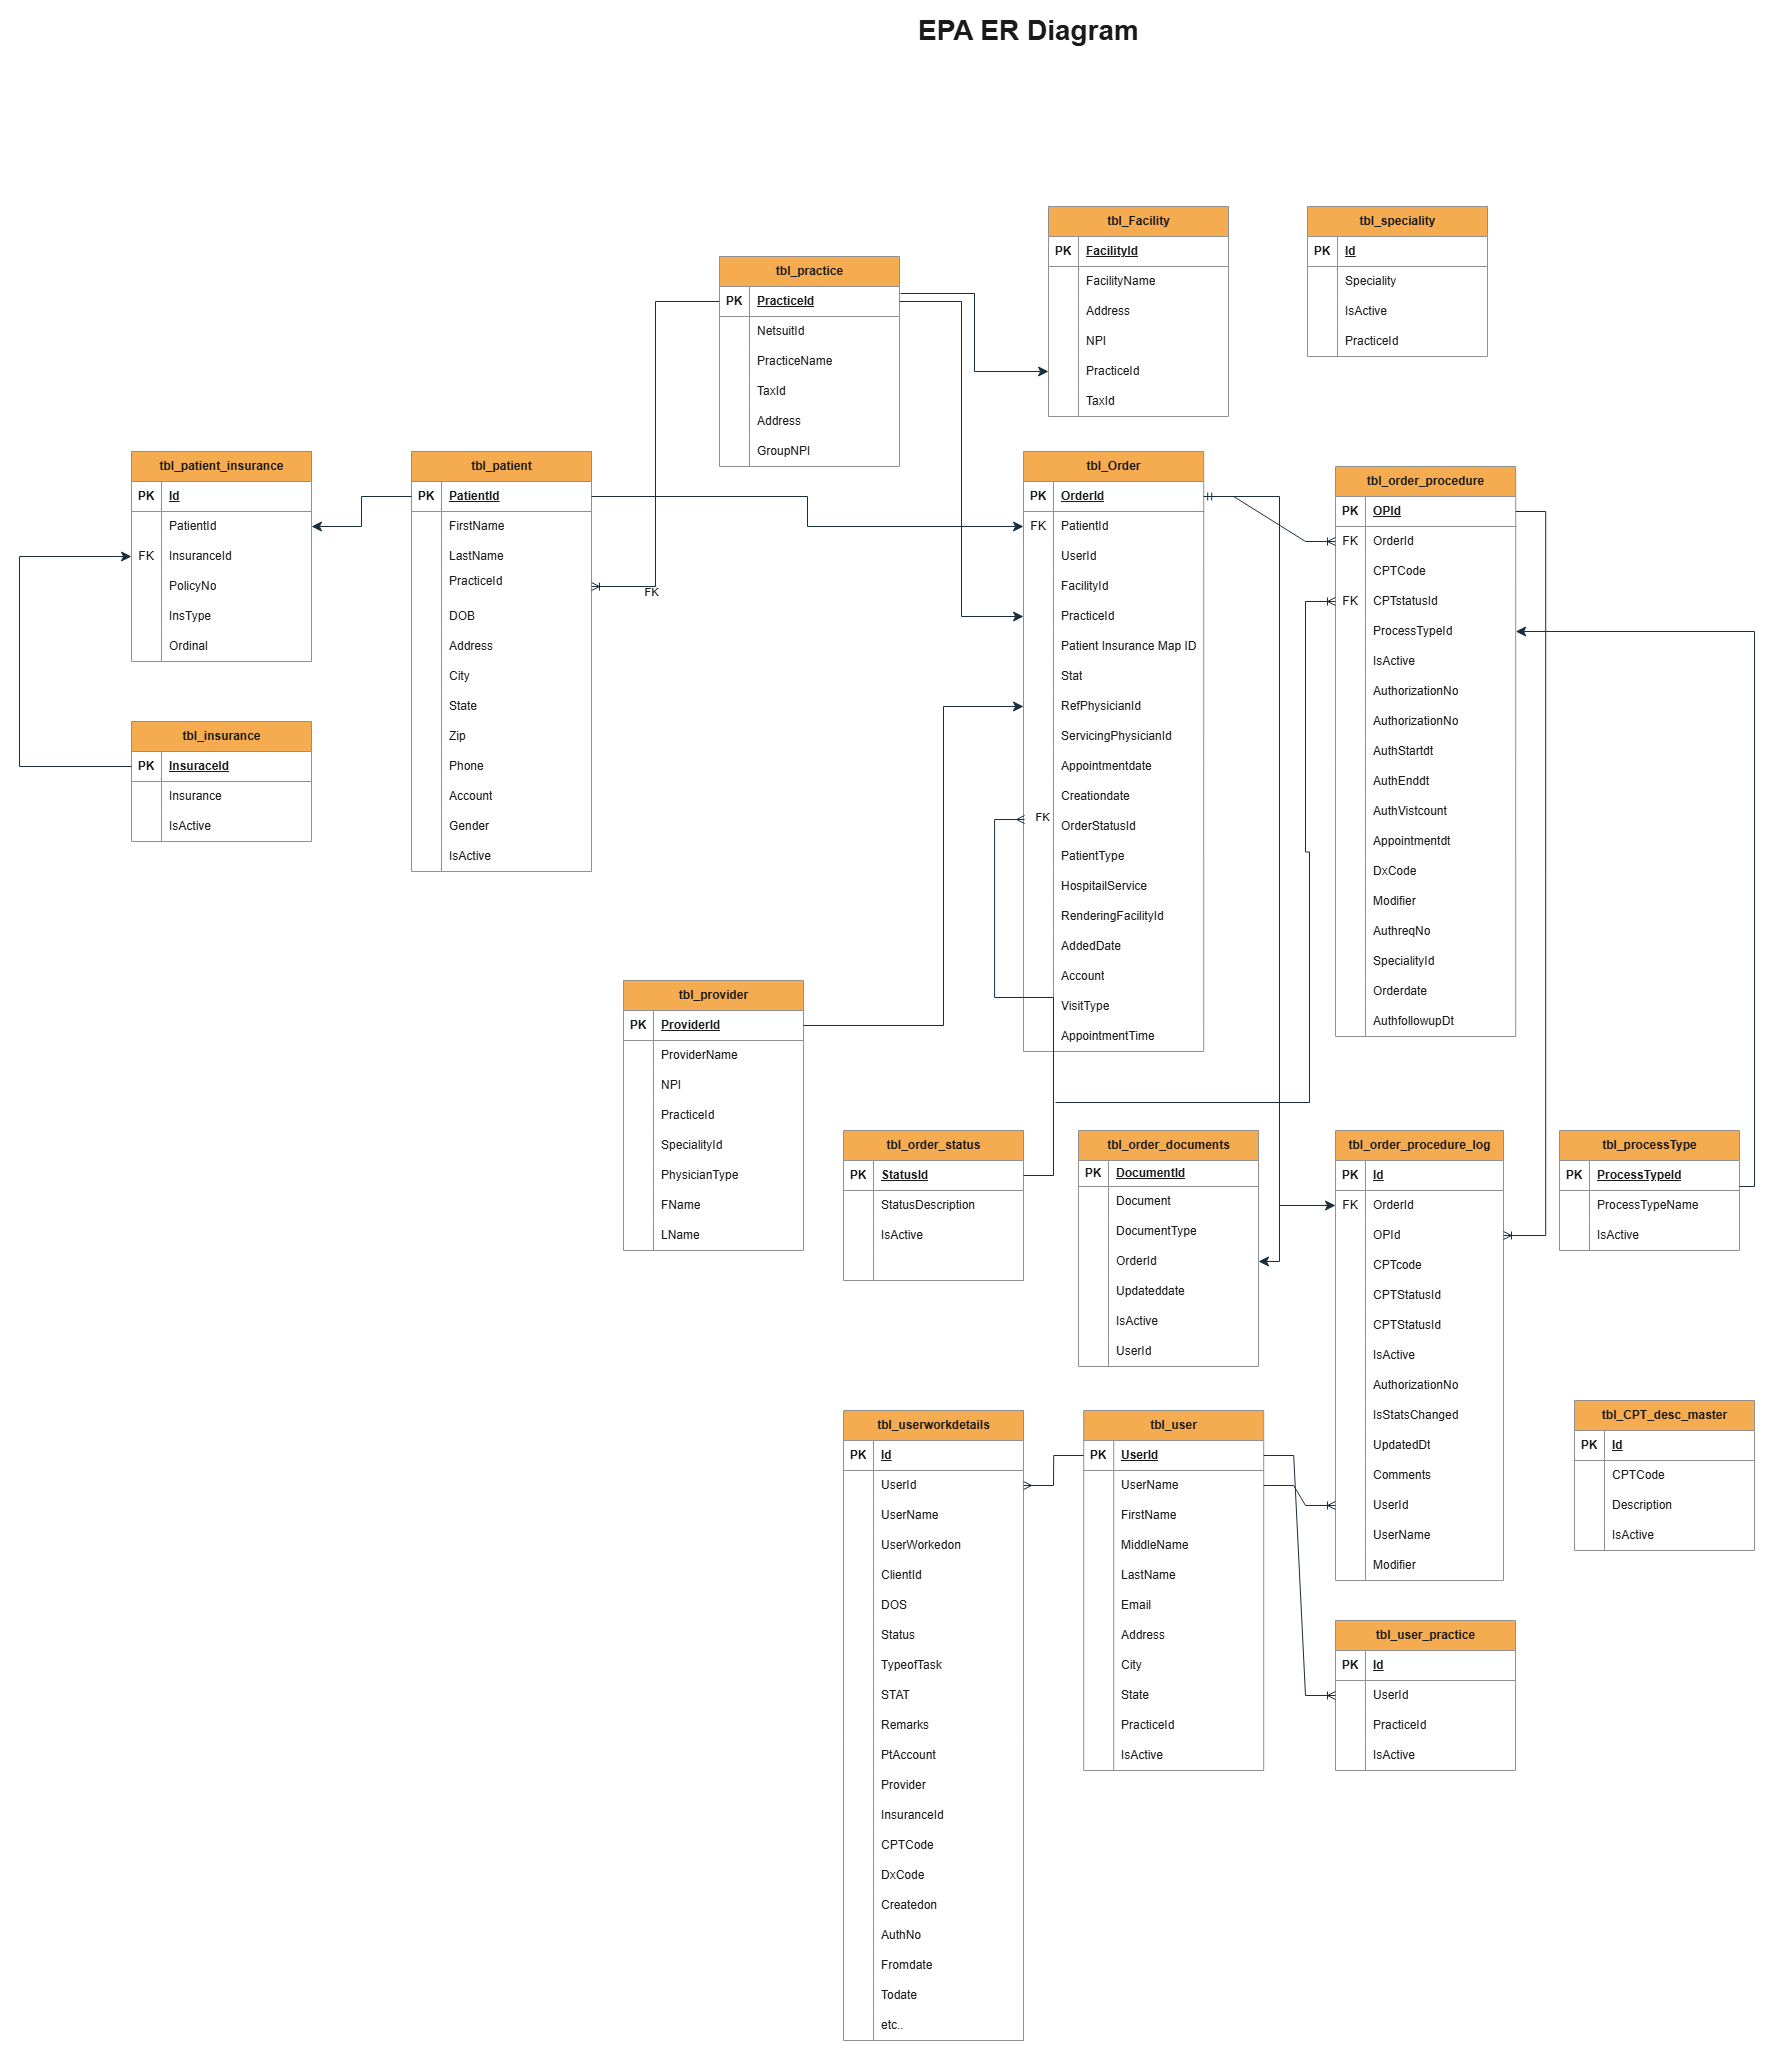 EPA ER Diagram
tbl_Facility
PK FacilityId
FacilityName
Address
NPI
PracticeId
TaxId
tbl_speciality
PK Id
Speciality
IsActive
PracticeId
tbl_practice
PK PracticeId
NetsuitId
PracticeName
TaxId
Address
GroupNPI
tbl_patient_insurance
PK Id
PatientId
FK InsuranceId
PolicyNo
InsType
Ordinal
tbl_patient
PK PatientId
FirstName
LastName
PracticeId
FK
DOB
Address
City
State
Zip
Phone
Account
Gender
IsActive
tbl_Order
PK OrderId
FK PatientId
UserId
FacilityId
PracticeId
Patient Insurance Map ID
Stat
RefPhysicianId
ServicingPhysicianId
Appointmentdate
Creationdate
FK OrderStatusId
PatientType
HospitailService
RenderingFacilityId
AddedDate
Account
VisitType
AppointmentTime
tbl_order_procedure
PK OPId
FK OrderId
CPTCode
FK CPTstatusId
ProcessTypeId
IsActive
AuthorizationNo
AuthorizationNo
AuthStartdt
AuthEnddt
AuthVistcount
Appointmentdt
DxCode
Modifier
AuthreqNo
SpecialityId
Orderdate
AuthfollowupDt
tbl_insurance
PK InsuraceId
Insurance
IsActive
tbl_provider
PK ProviderId
ProviderName
NPI
PracticeId
SpecialityId
PhysicianType
FName
LName
tbl_order_status
PK StatusId
StatusDescription
IsActive
tbl_order_documents
PK DocumentId
Document
DocumentType
OrderId
Updateddate
IsActive
UserId
tbl_order_procedure_log
PK Id
FK OrderId
OPId
CPTcode
CPTStatusId
CPTStatusId
IsActive
AuthorizationNo
IsStatsChanged
UpdatedDt
Comments
UserId
UserName
Modifier
tbl_processType
PK ProcessTypeId
ProcessTypeName
IsActive
tbl_userworkdetails
PK Id
UserId
UserName
UserWorkedon
ClientId
DOS
Status
TypeofTask
STAT
Remarks
PtAccount
Provider
InsuranceId
CPTCode
DxCode
Createdon
AuthNo
Fromdate
Todate
etc..
tbl_user
PK UserId
UserName
FirstName
MiddleName
LastName
Email
Address
City
State
PracticeId
IsActive
tbl_CPT_desc_master
PK Id
CPTCode
Description
IsActive
tbl_user_practice
PK Id
UserId
PracticeId
IsActive